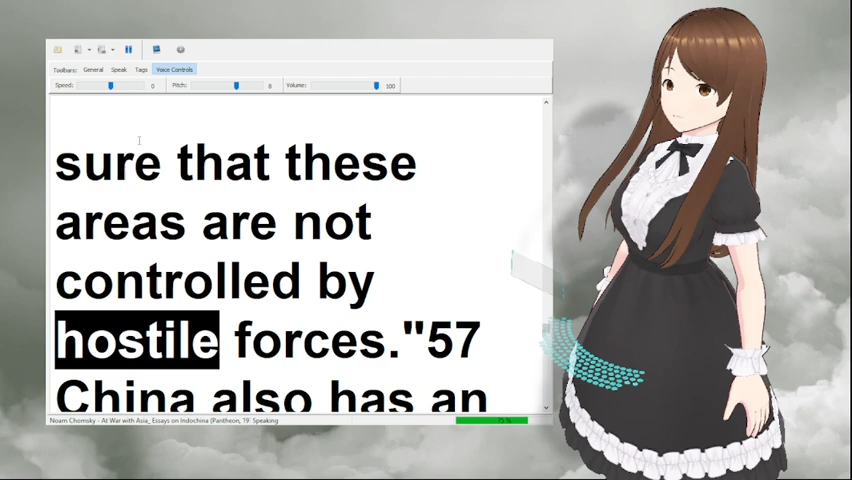 Toolbars: General Speak Tags Voice Controls
Speed: 0 Pitch: 8 Volume: 100
sure that these
areas are not
controlled by
hostile forces."57
China also has an
Noam Chomsky - At War with Asia_ Essays on Indochina (Pantheon, 19 Speaking 75 %